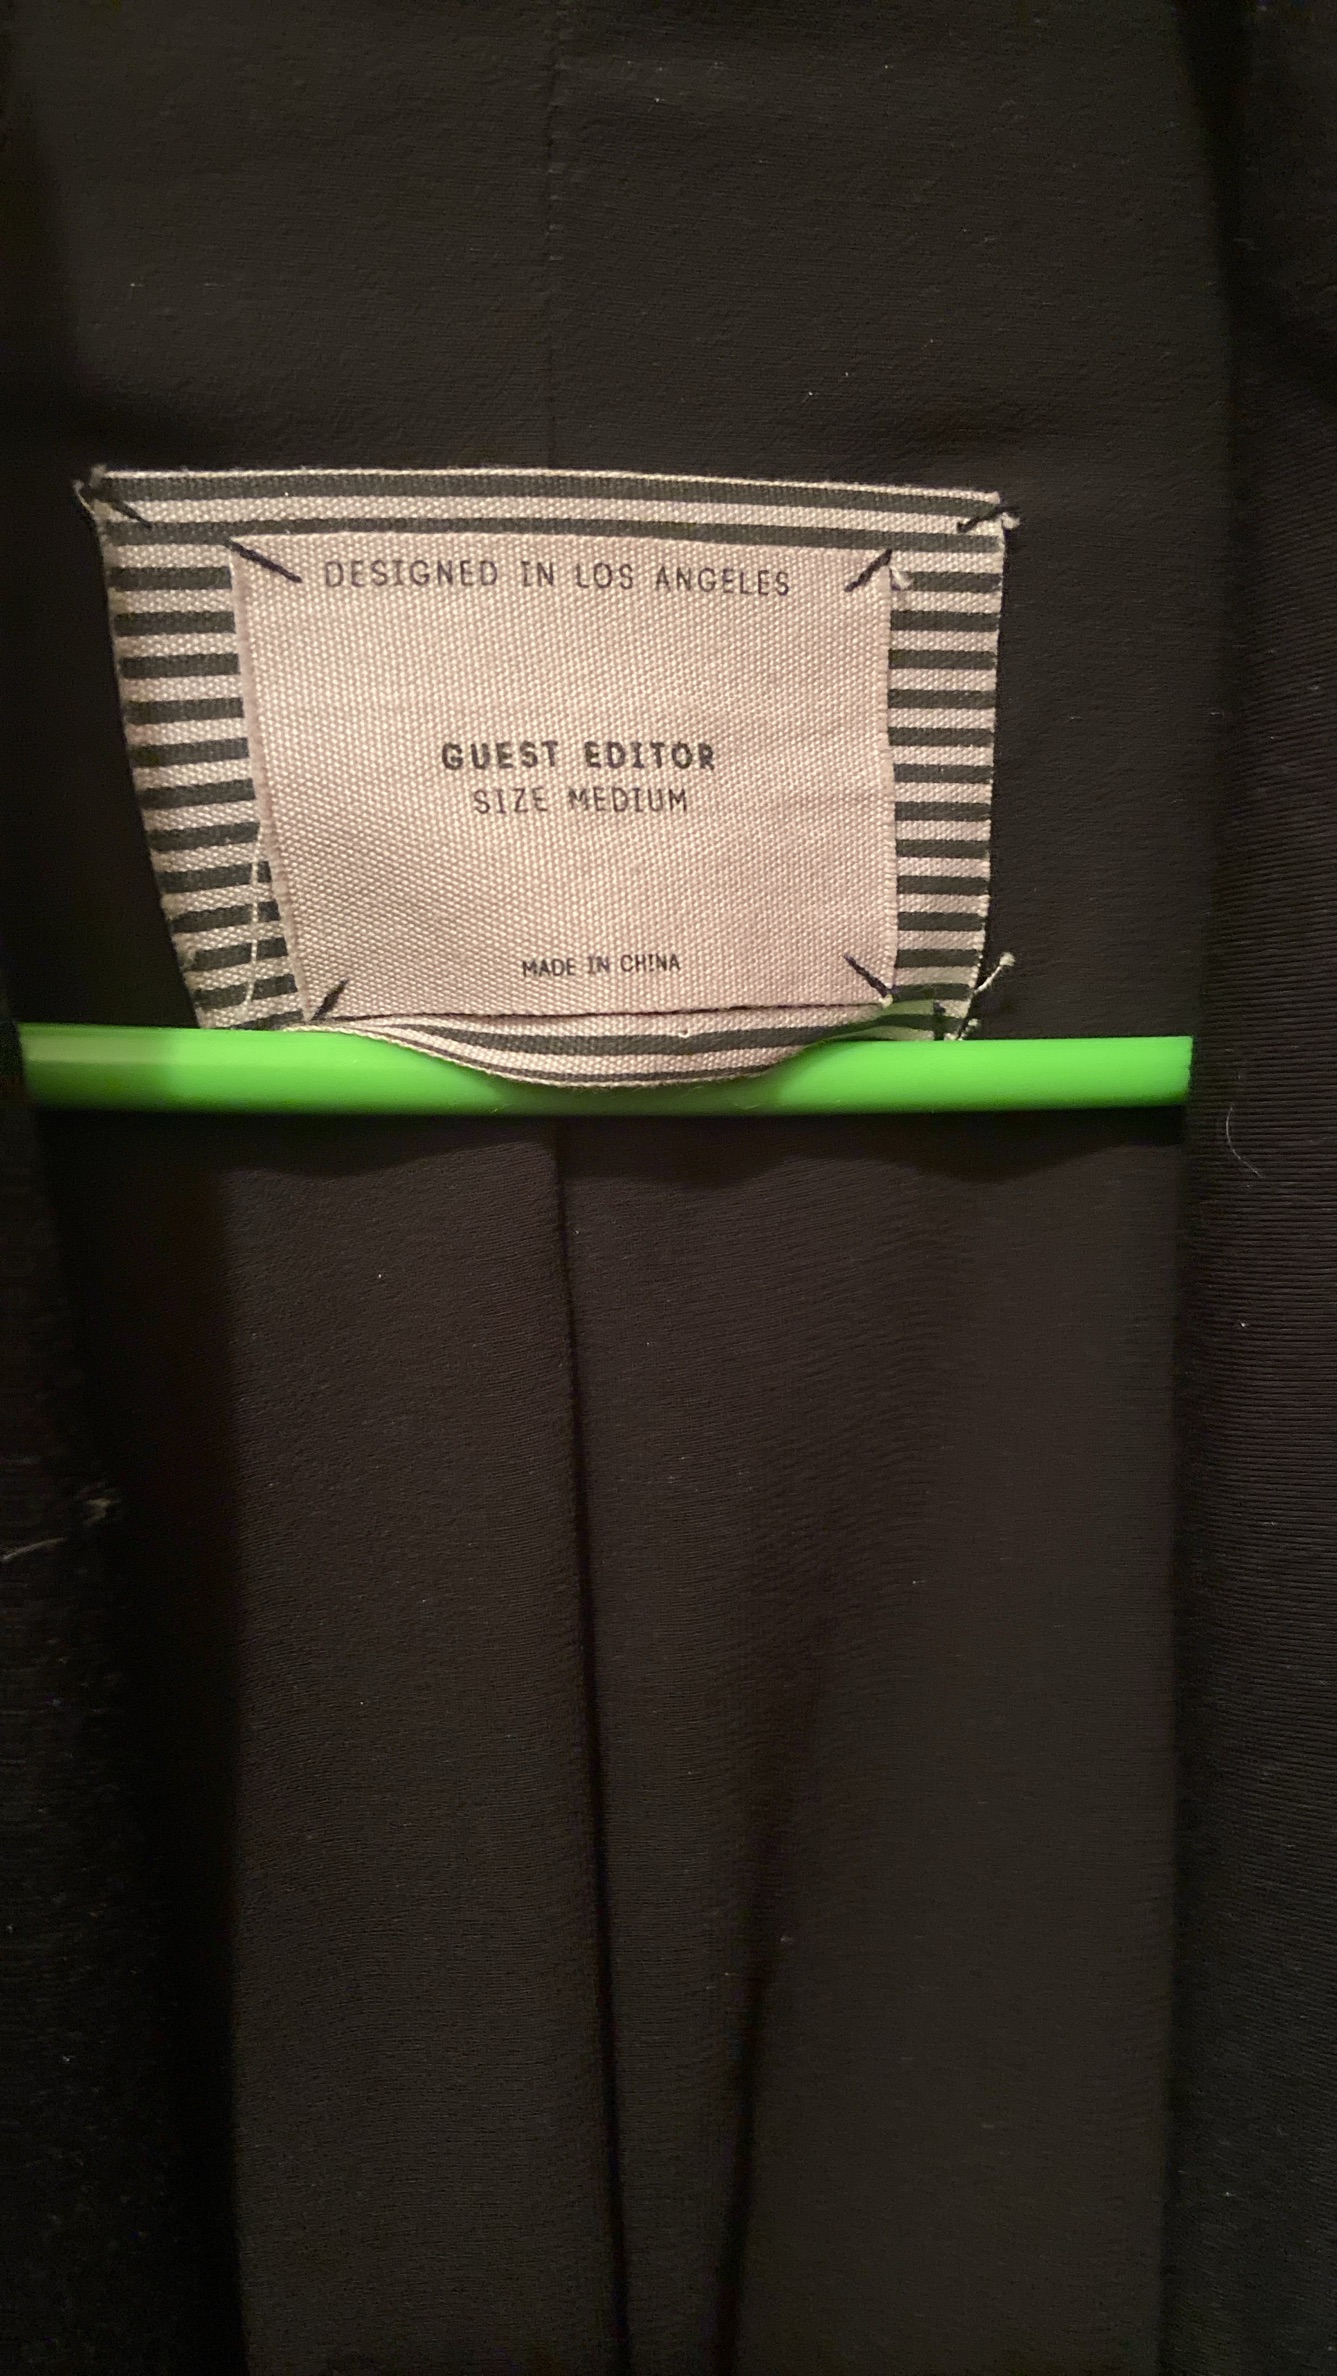 DESIGNED IN LOS ANGELES
GUEST EDITOR
SIZE MEDIUM
MADE IN CHINA